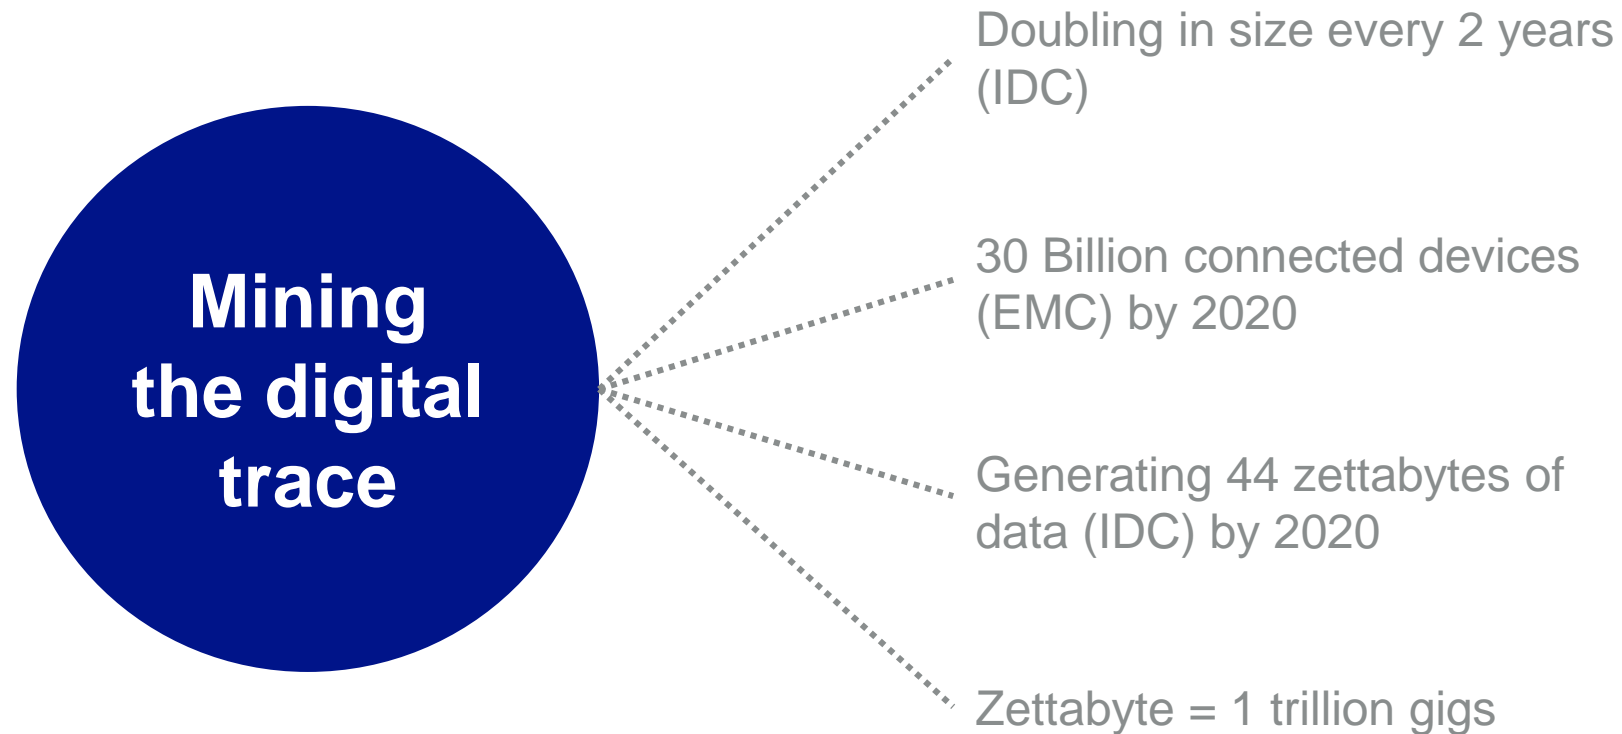 Mining
the digital
trace
Doubling in size every 2 years
(IDC)
30 Billion connected devices
(EMC) by 2020
Generating 44 zettabytes of
data (IDC) by 2020
Zettabyte = 1 trillion gigs